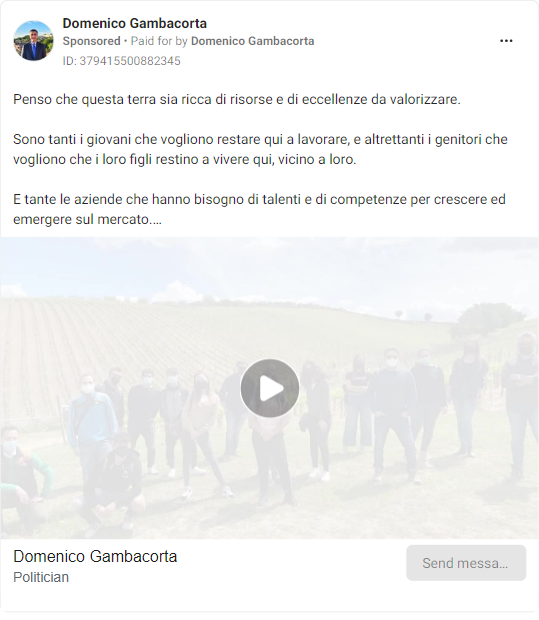 Domenico Gambacorta
Sponsored • Paid for by Domenico Gambacorta
ID: 379415500882345
Penso che questa terra sia ricca di risorse e di eccellenze da valorizzare.
Sono tanti i giovani che vogliono restare qui a lavorare, e altrettanti i genitori che
vogliono che i loro figli restino a vivere qui, vicino a loro.
E tante le aziende che hanno bisogno di talenti e di competenze per crescere ed
emergere sul mercato....
Domenico Gambacorta
Politician
Send messa...